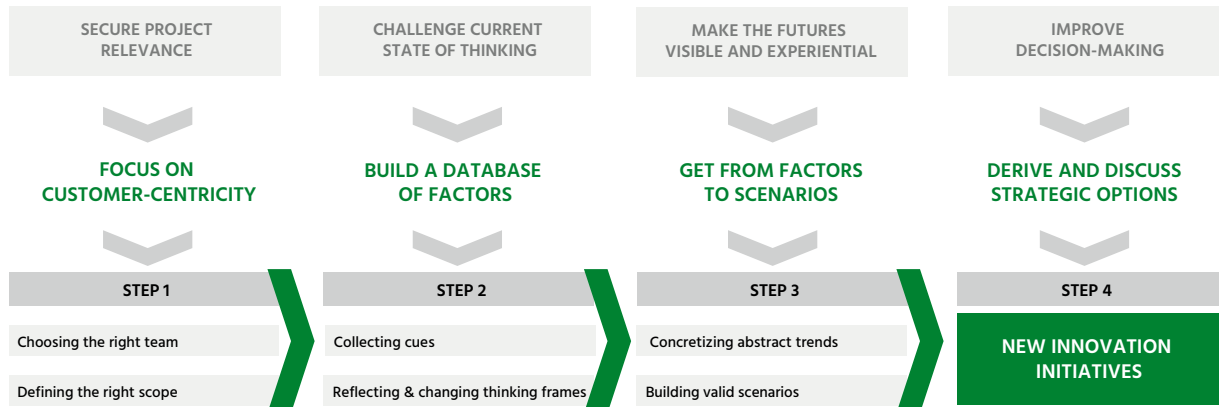 SECURE PROJECT
RELEVANCE
CHALLENGE CURRENT
STATE OF THINKING
MAKE THE FUTURES
VISIBLE AND EXPERIENTIAL
IMPROVE
DECISION-MAKING
FOCUS ON
CUSTOMER-CENTRICITY
BUILD A DATABASE
OF FACTORS
GET FROM FACTORS
TO SCENARIOS
DERIVE AND DISCUSS
STRATEGIC OPTIONS
STEP 1
STEP 2
STEP 3
STEP 4
Choosing the right team
Defining the right scope
Collecting cues
Reflecting & changing thinking frames
Concretizing abstract trends
Building valid scenarios
NEW INNOVATION
INITIATIVES